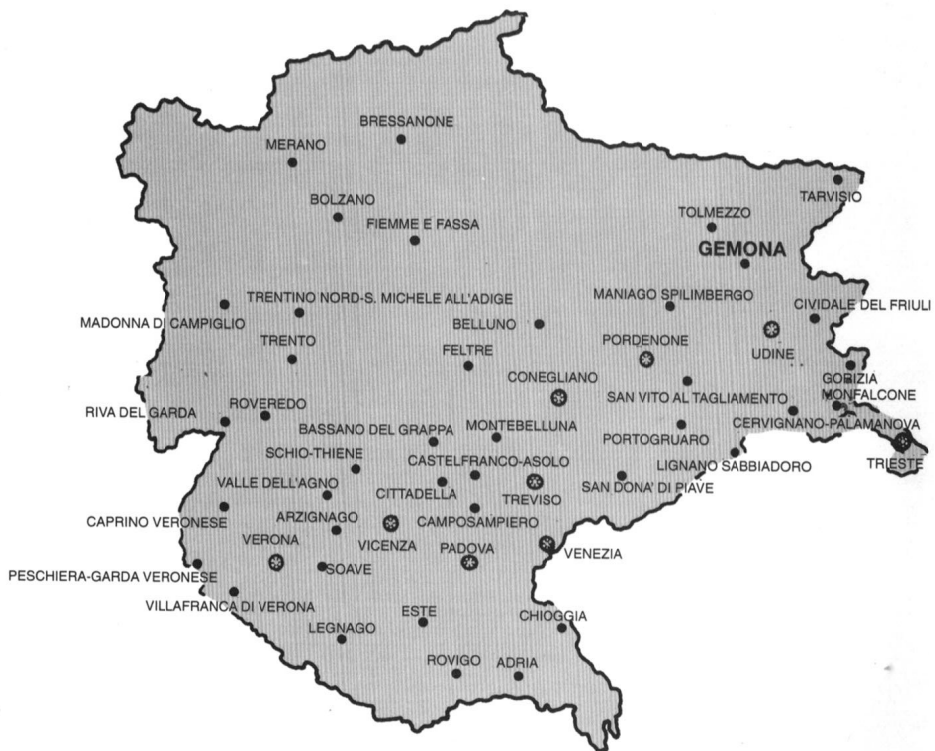 BRESSANONE
MERANO
TARVISIO
BOLZANO
TOLMEZZO
FIEMME E FASSA
GEMONA
TRENTINO NORD-S. MICHELE ALL'ADIGE
MANIAGO SPILIMBERGO
CIVIDALE DEL FRIULI
MADONNA DI CAMPIGLIO
BELLUNO
TRENTO
PORDENONE
UDINE
FELTRE
CONEGLIANO
GORIZIA
SAN VITO AL TAGLIAMENTO
MONFALCONE
RIVA DEL GARDA
ROVEREDO
BASSANO DEL GRAPPA
MONTEBELLUNA
CERVIGNANO-PALAMANOVA
PORTOGRUARO
SCHIO-THIENE
CASTELFRANCO-ASOLO
LIGNANO SABBIADORO
TRIESTE
VALLE DELL'AGNO
CITTADELLA
TREVISO
SAN DONA' DI PIAVE
CAPRINO VERONESE
ARZIGNAGO
CAMPOSAMPIERO
VERONA
VICENZA
PADOVA
VENEZIA
PESCHIERA-GARDA VERONESE
SOAVE
VILLAFRANCA DI VERONA
ESTE
CHIOGGIA
LEGNAGO
ROVIGO
ADRIA